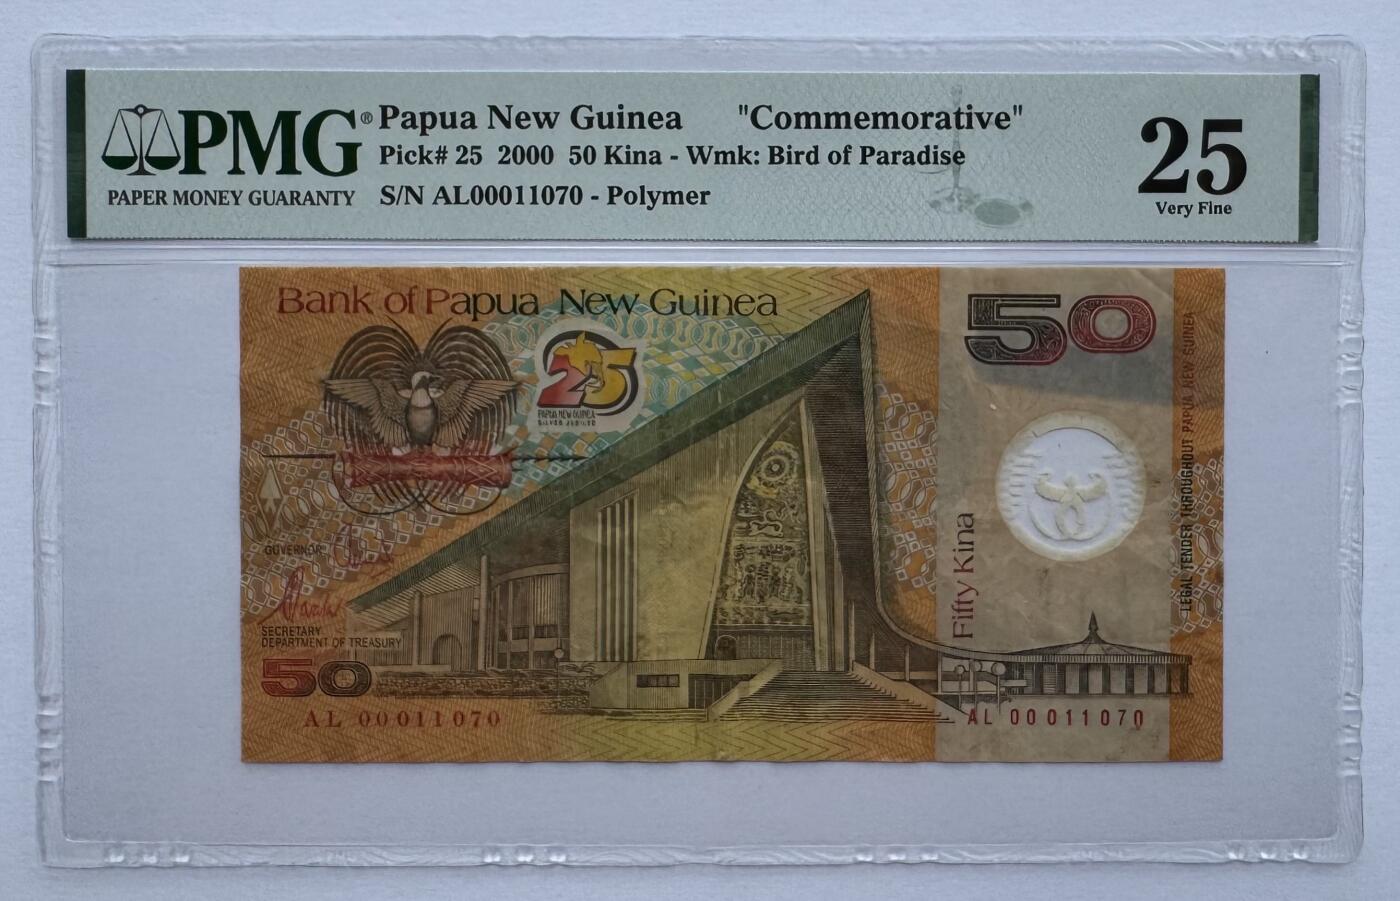 PMG®
PAPER MONEY GUARANTY
Papua New Guinea "Commemorative"
Pick# 25 2000 50 Kina - Wmk: Bird of Paradise
S/N AL00011070 - Polymer
25
Very Fine
Bank of Papua New Guinea
25
PAPUA NEW GUINEA
SILVER JUBILEE
50
GOVERNOR
SECRETARY
DEPARTMENT OF TREASURY
50
AL 00011070
Fifty Kina
LEGAL TENDER THROUGHOUT PAPUA NEW GUINEA
AL 00011070